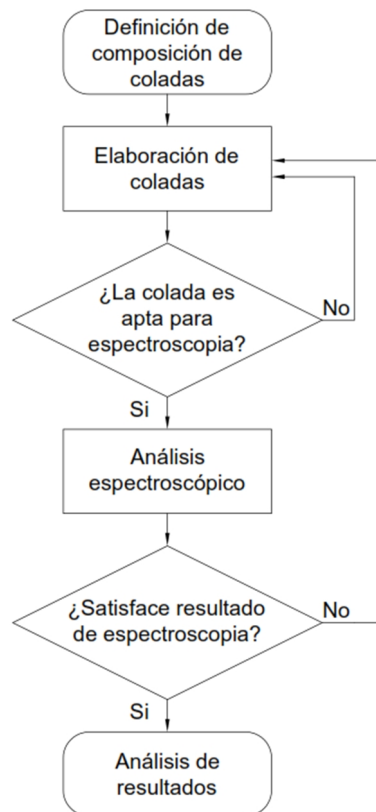 Definición de
composición de
coladas
Elaboración de
coladas
¿La colada es
apta para
espectroscopia?
No
Si
Análisis
espectroscópico
¿Satisface resultado
de espectroscopia?
No
Si
Análisis de
resultados